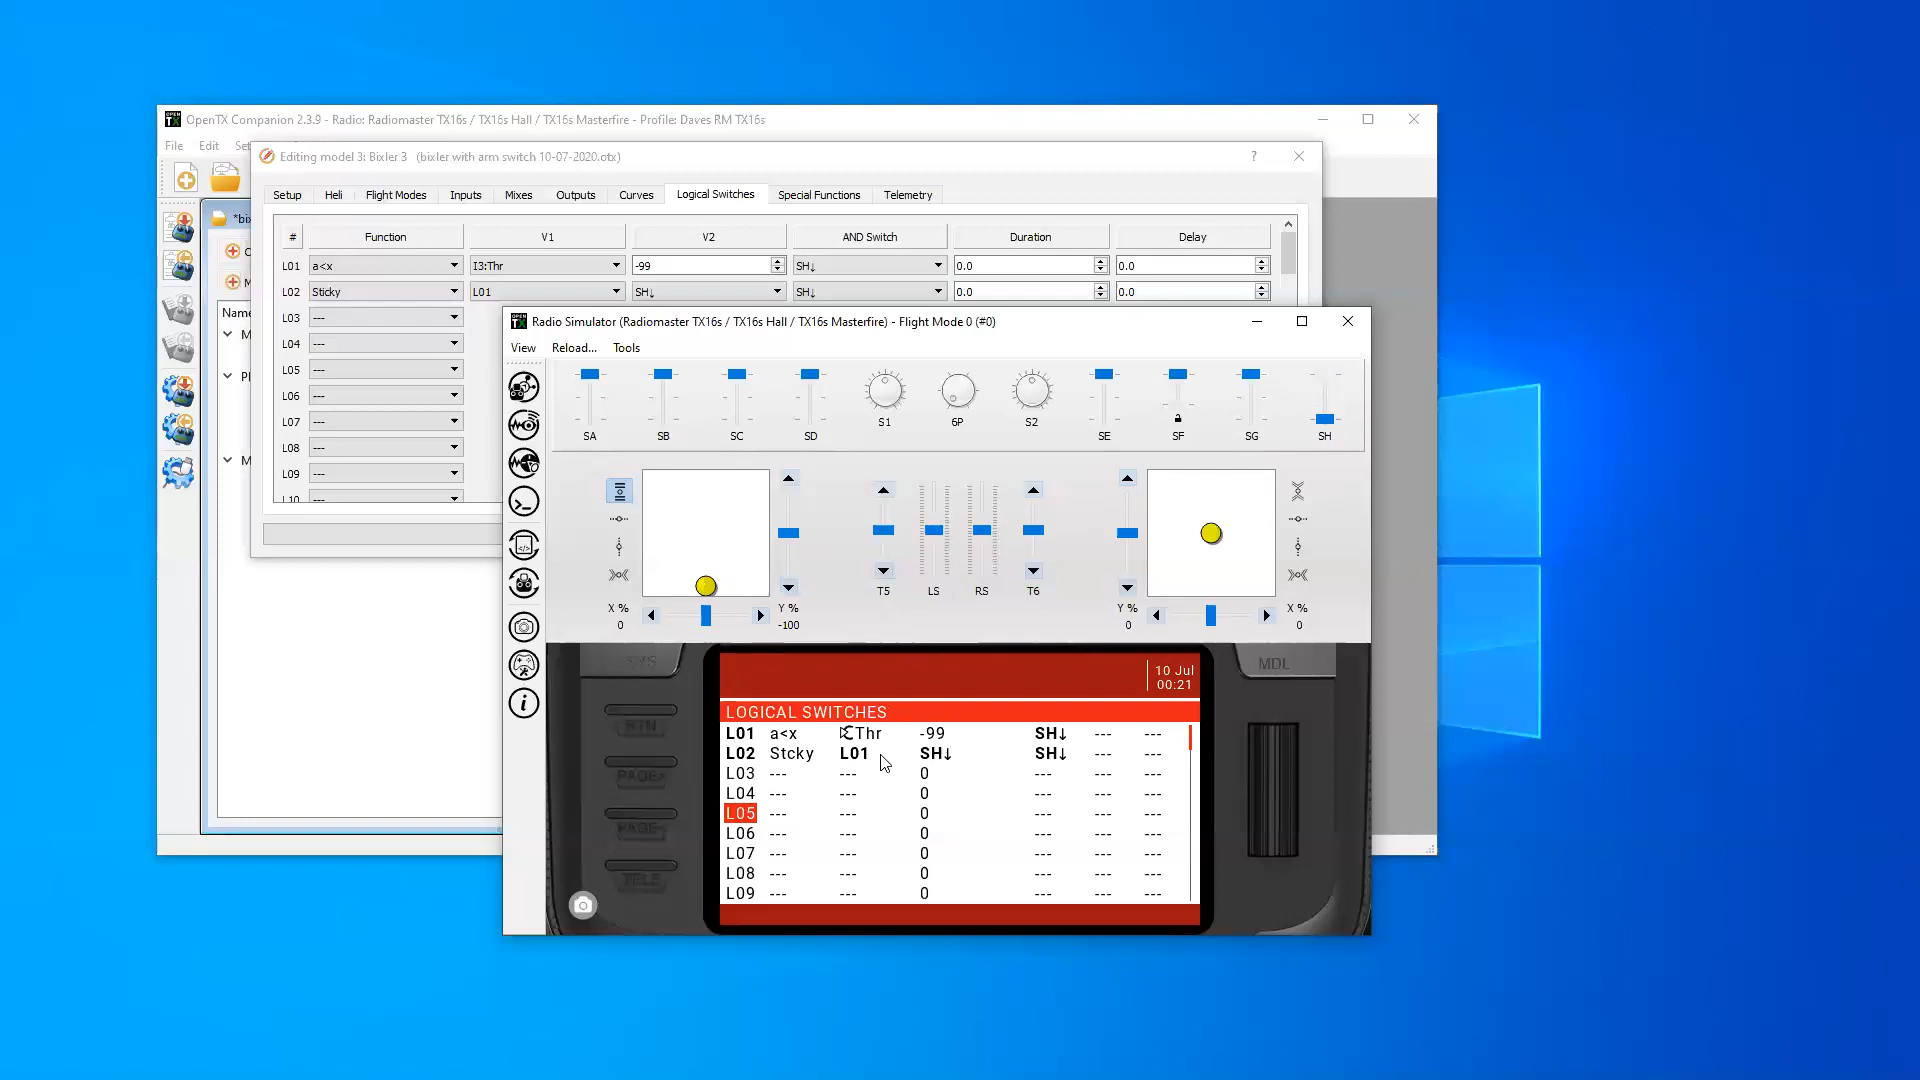 OpenTX Companion 2.3.9 - Radio: Radiomaster TX16s / TX16s Hall / TX16s Masterfire - Profile: Daves RM TX16s
File Edit
Editing model 3: Bixler 3 (bixler with arm switch 10-07-2020.otx)
?
Setup Heli Flight Modes Inputs Mixes Outputs Curves Logical Switches Special Functions Telemetry
# Function V1 V2 AND Switch Duration Delay
L01 a<x I3:Thr -99 SH↓ 0.0 0.0
L02 Sticky L01 SH↓ SH↓ 0.0 0.0
L03 ---
L04 ---
L05 ---
L06 ---
L07 ---
L08 ---
L09 ---
L10 ---
Name
Radio Simulator (Radiomaster TX16s / TX16s Hall / TX16s Masterfire) - Flight Mode 0 (#0)
View Reload... Tools
SA SB SC SD S1 6P S2 SE SF SG SH
T5 LS RS T6
X % Y % Y % X %
0 -100 0 0
SYS MDL
BTN
PAGE>
PAGE<
TELE
10 Jul
00:21
LOGICAL SWITCHES
L01 a<x Thr -99 SH↓ --- ---
L02 Stcky L01 SH↓ SH↓ --- ---
L03 --- --- 0 --- --- ---
L04 --- --- 0 --- --- ---
L05 --- --- 0 --- --- ---
L06 --- --- 0 --- --- ---
L07 --- --- 0 --- --- ---
L08 --- --- 0 --- --- ---
L09 --- --- 0 --- --- ---